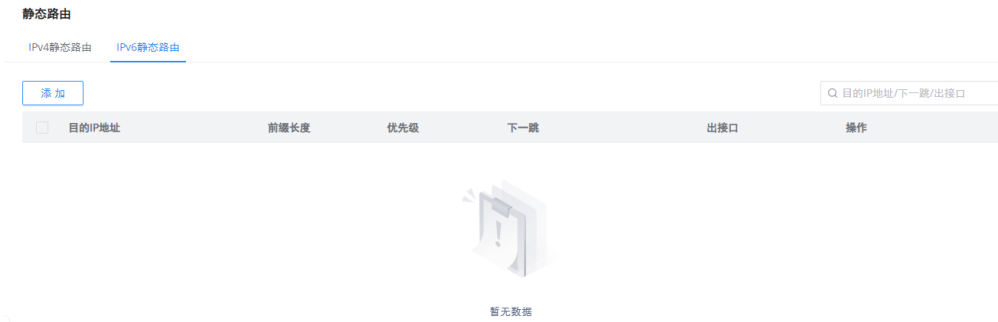 静态路由
IPv4静态路由 IPv6静态路由
添 加
目的IP地址/下一跳/出接口
目的IP地址 前缀长度 优先级 下一跳 出接口 操作
暂无数据